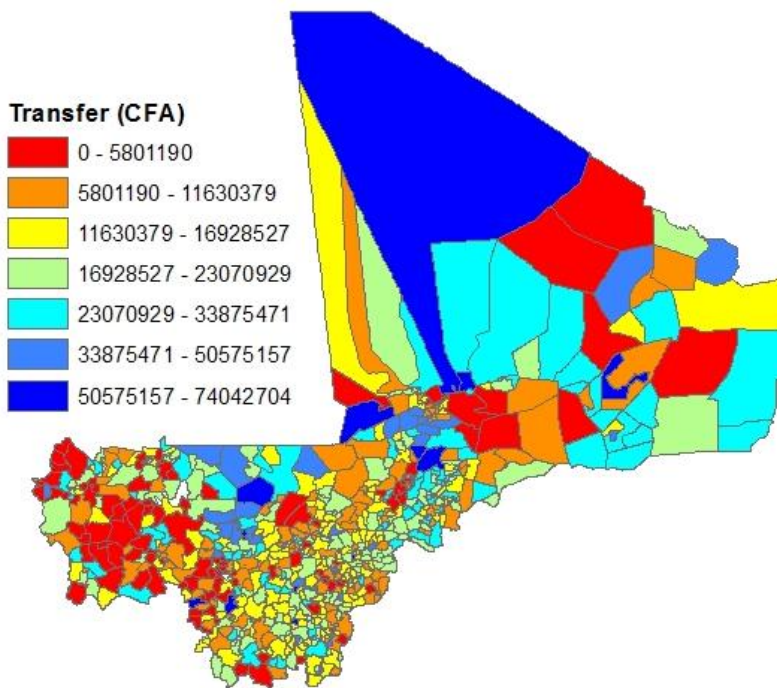 Transfer (CFA)
0 - 5801190
5801190 - 11630379
11630379 - 16928527
16928527 - 23070929
23070929 - 33875471
33875471 - 50575157
50575157 - 74042704